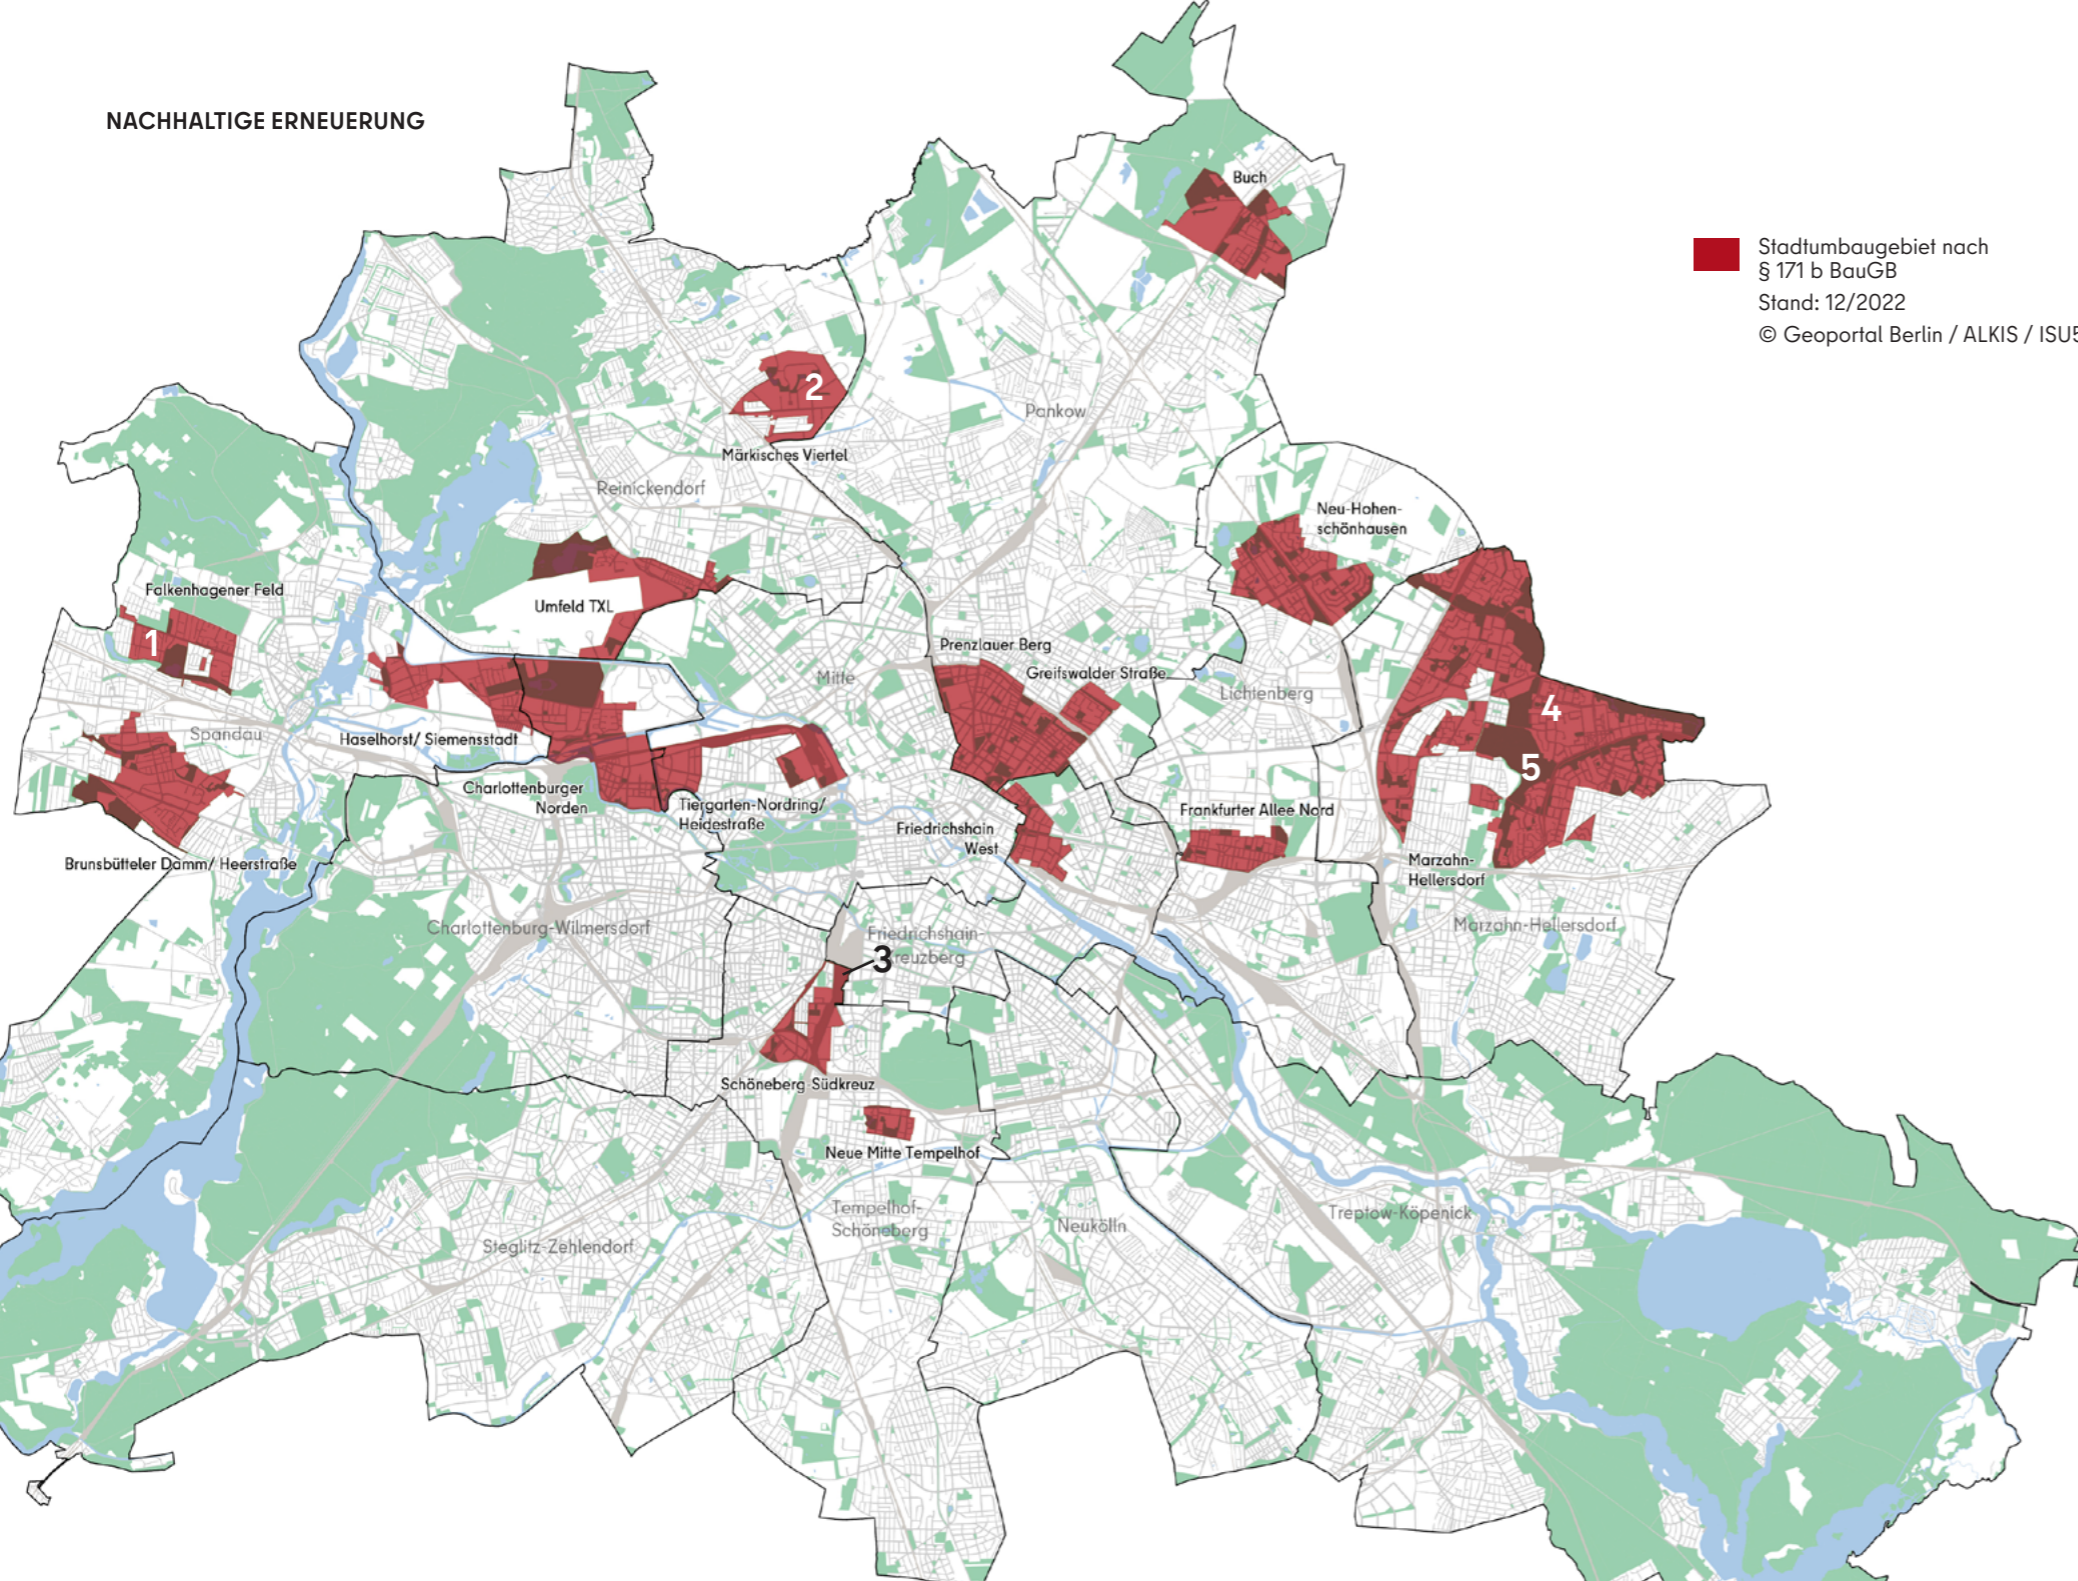 NACHHALTIGE ERNEUERUNG
Buch
Stadtumbaugebiet nach
§ 171 b BauGB
Stand: 12/2022
© Geoportal Berlin / ALKIS / ISU5
2
Pankow
Märkisches Viertel
Reinickendorf
Neu-Hohen-
schönhausen
Falkenhagener Feld
Umfeld TXL
1
Prenzlauer Berg
Greifswalder Straße
Mitte
Lichtenberg
4
Spandau
Haselhorst/ Siemensstadt
5
Charlottenburger
Norden
Tiergarten-Nordring/
Heidestraße
Frankfurter Allee Nord
Friedrichshain
West
Brunsbütteler Damm/ Heerstraße
Marzahn-
Hellersdorf
Charlottenburg-Wilmersdorf
Marzahn-Hellersdorf
Friedrichshain-
reuzberg
3
Schöneberg-Südkreuz
Neue Mitte Tempelhof
Tempelhof-
Schöneberg
Neukölln
Treptow-Köpenick
Steglitz-Zehlendorf